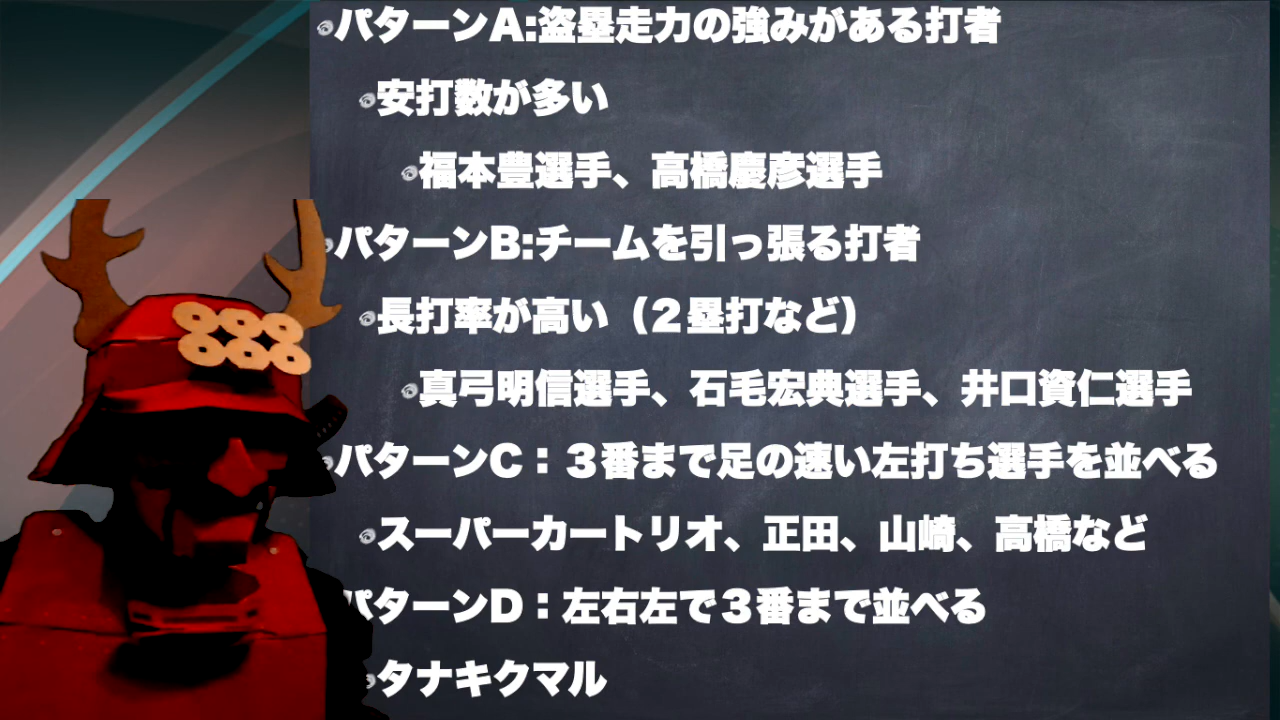 パターンA:盗塁走力の強みがある打者
安打数が多い
福本豊選手、高橋慶彦選手
パターンB:チームを引っ張る打者
長打率が高い（２塁打など）
真弓明信選手、石毛宏典選手、井口資仁選手
パターンC：３番まで足の速い左打ち選手を並べる
スーパーカートリオ、正田、山崎、高橋など
パターンD：左右左で３番まで並べる
タナキクマル